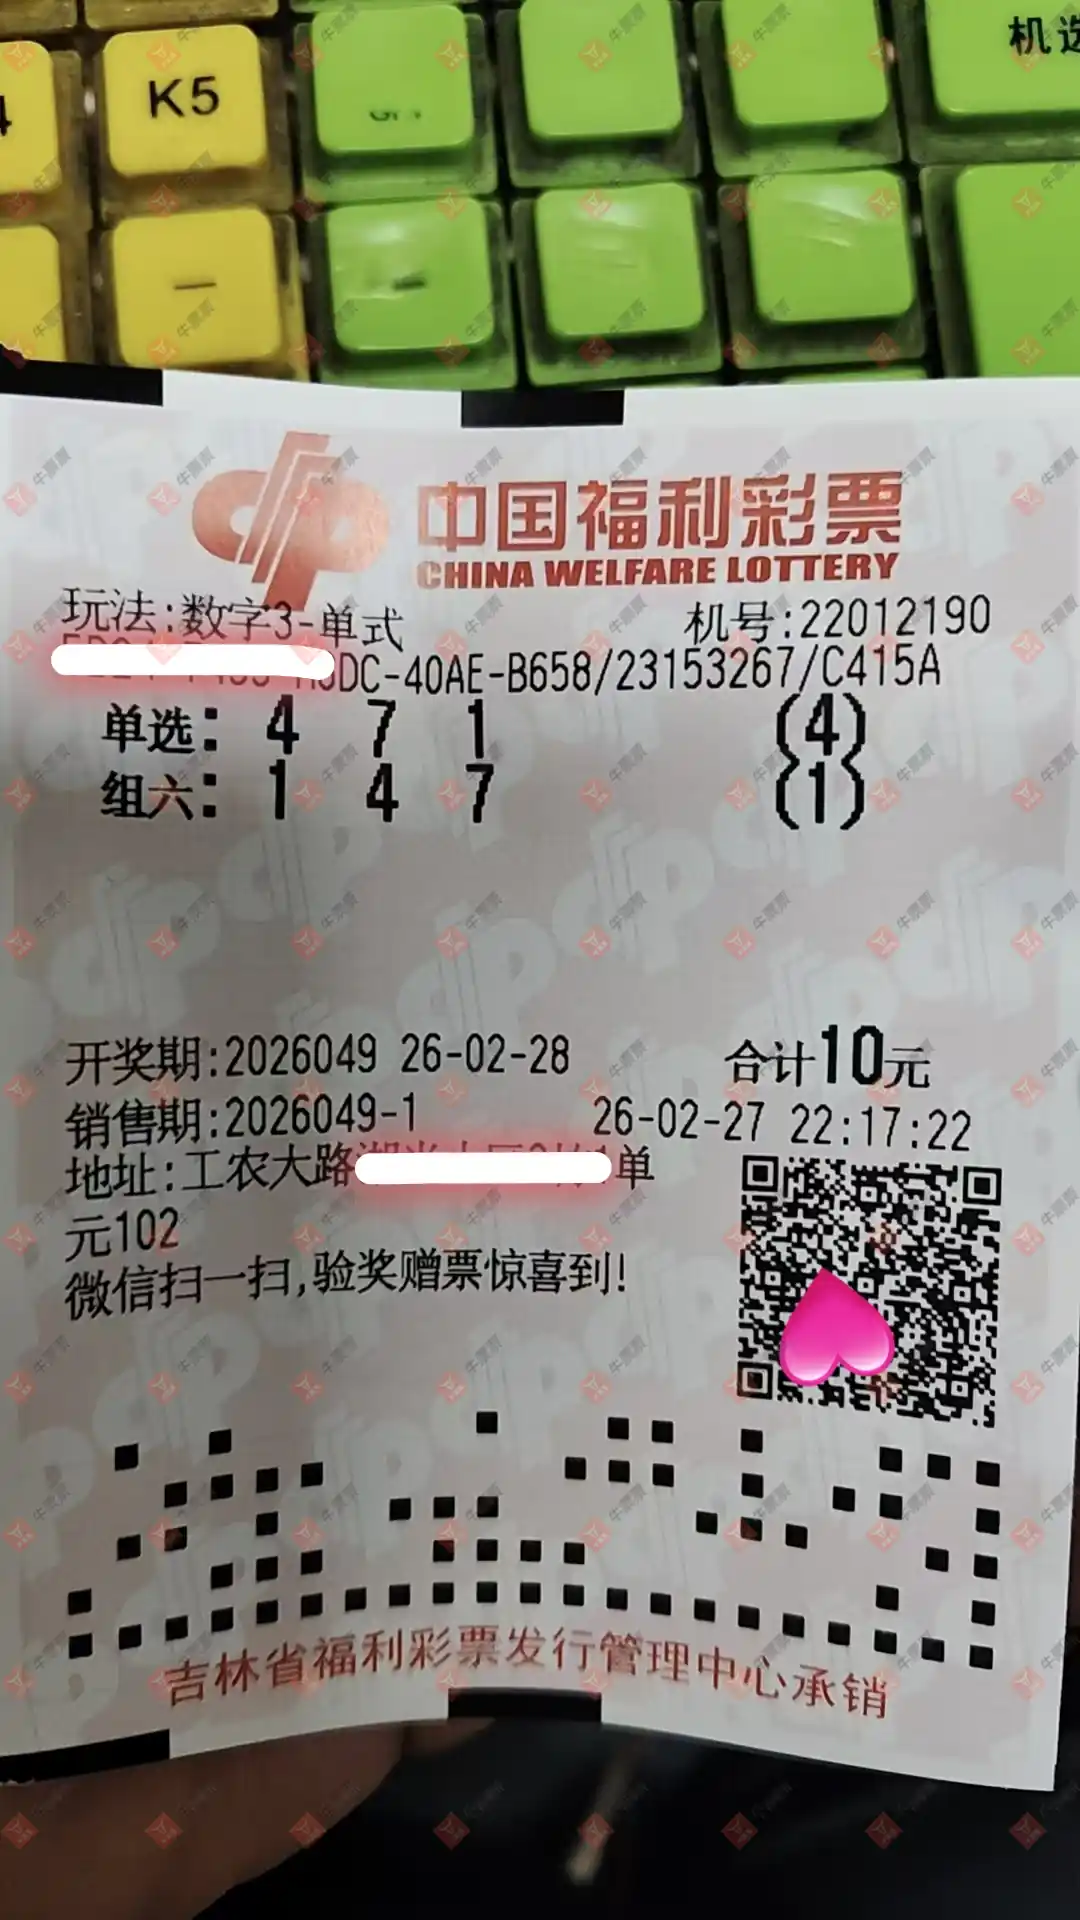 K5
机选
中国福利彩票
CHINA WELFARE LOTTERY
玩法:数字3-单式
机号:22012190
DC-40AE-B658/23153267/C415A
单选: 4 7 1 (4)
组六: 1 4 7 (1)
开奖期:2026049 26-02-28
合计10元
销售期:2026049-1 26-02-27 22:17:22
地址:工农大路 单
元102
微信扫一扫,验奖赠票惊喜到!
吉林省福利彩票发行管理中心承销
牛票票